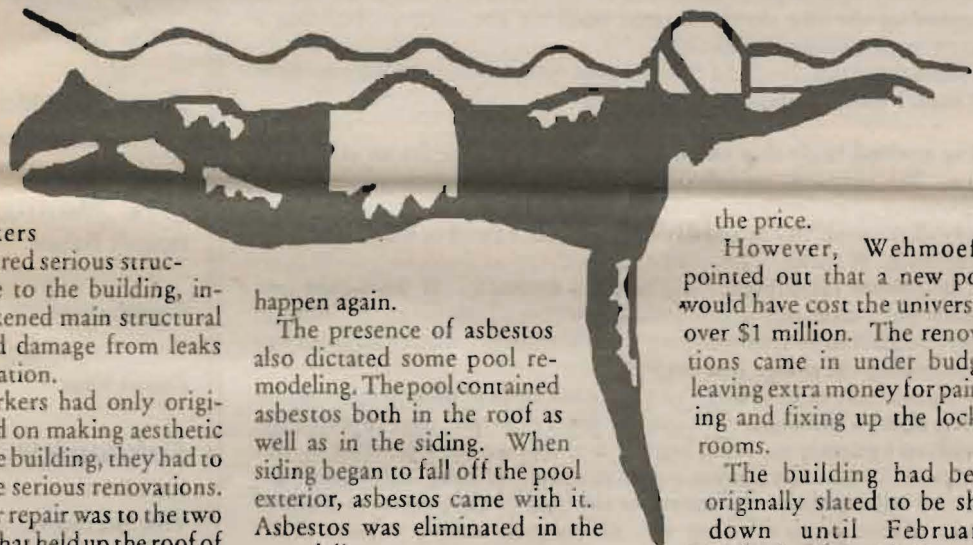 kers
red serious struc-
e to the building, in-
kened main structural
d damage from leaks
ation.
rkers had only origi-
d on making aesthetic
e building, they had to
e serious renovations.
r repair was to the two
hat held up the roof of
happen again.
The presence of asbestos
also dictated some pool re-
modeling. The pool contained
asbestos both in the roof as
well as in the siding. When
siding began to fall off the pool
exterior, asbestos came with it.
Asbestos was eliminated in the
the price.
However, Wehmoef
pointed out that a new po
would have cost the univers
over $1 million. The renov
tions came in under budg
leaving extra money for pain
ing and fixing up the lock
rooms.
The building had be
originally slated to be sh
down until Februa